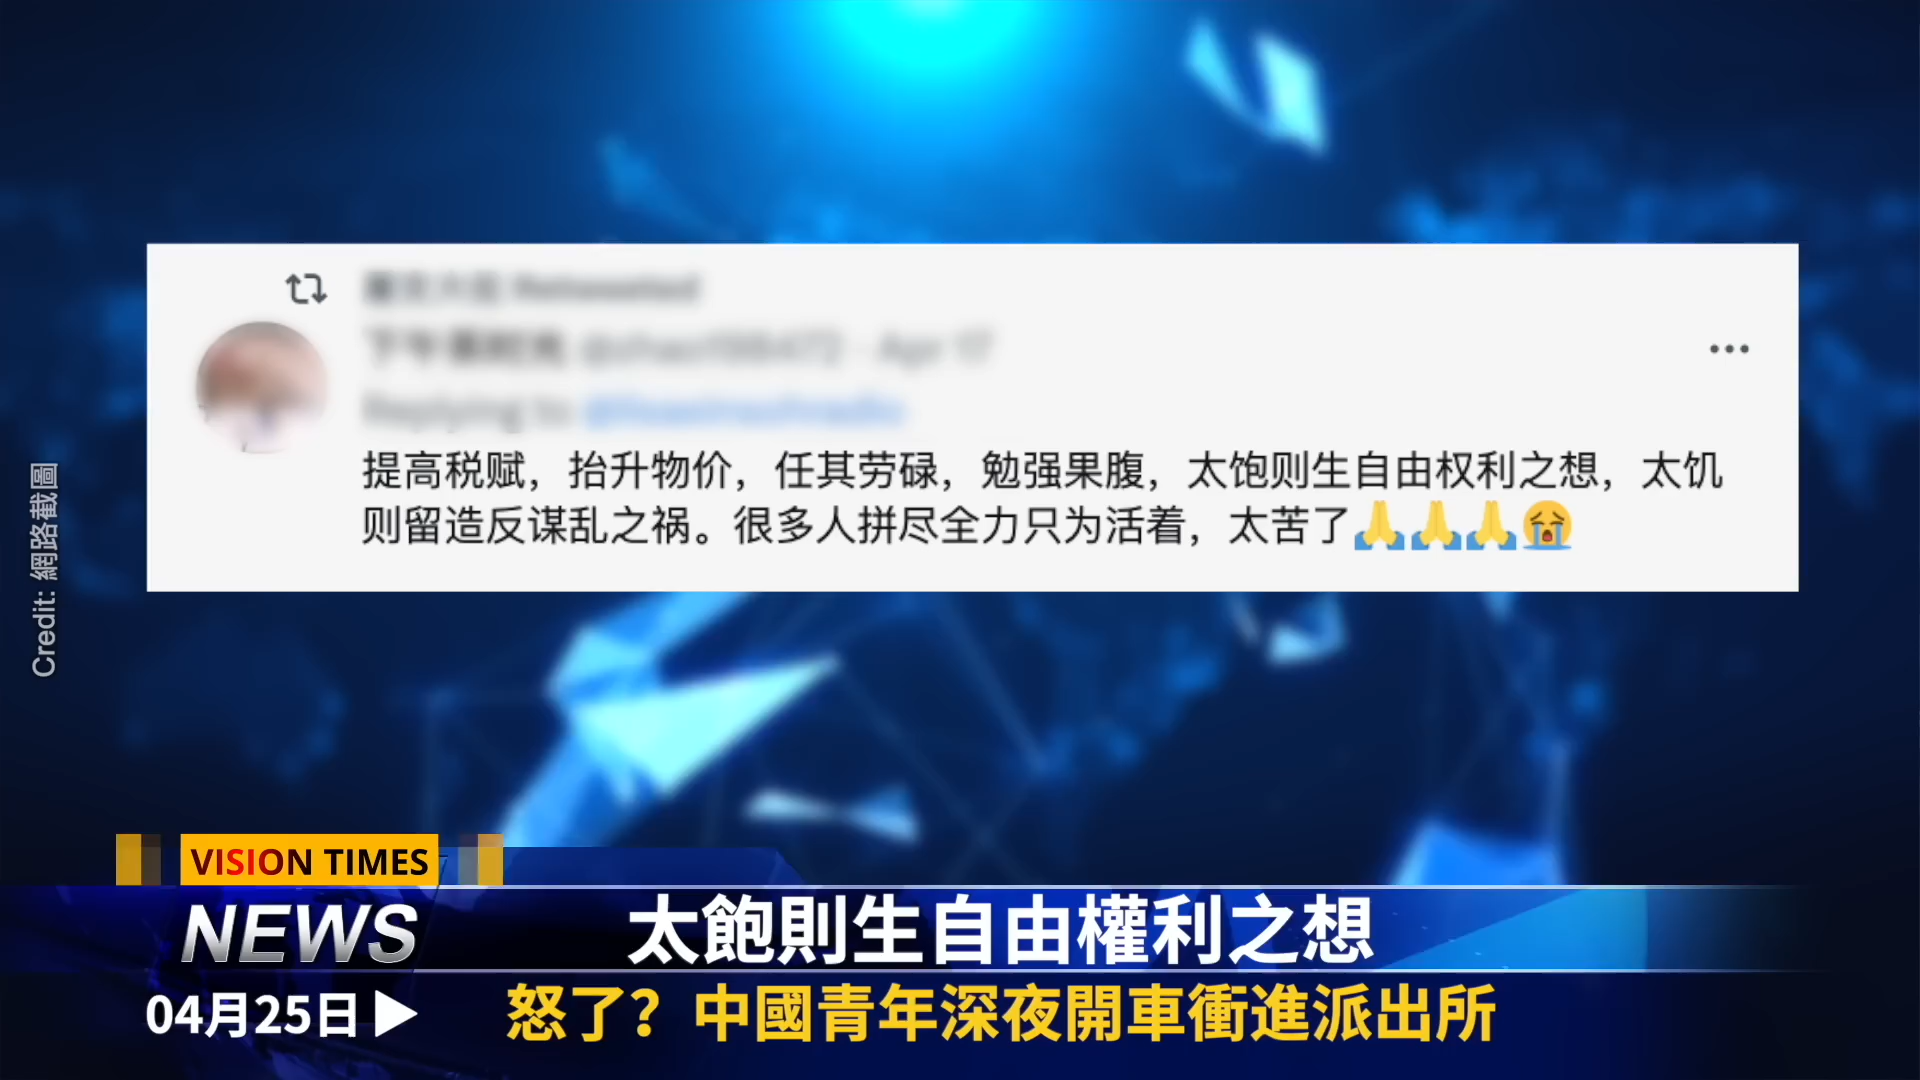 提高税赋，抬升物价，任其劳碌，勉强果腹，太饱则生自由权利之想，太饥
则留造反谋乱之祸。很多人拼尽全力只为活着，太苦了🙏🙏🙏😭
Credit: 網路截圖
VISION TIMES
NEWS
太飽則生自由權利之想
04月25日
怒了？中國青年深夜開車衝進派出所